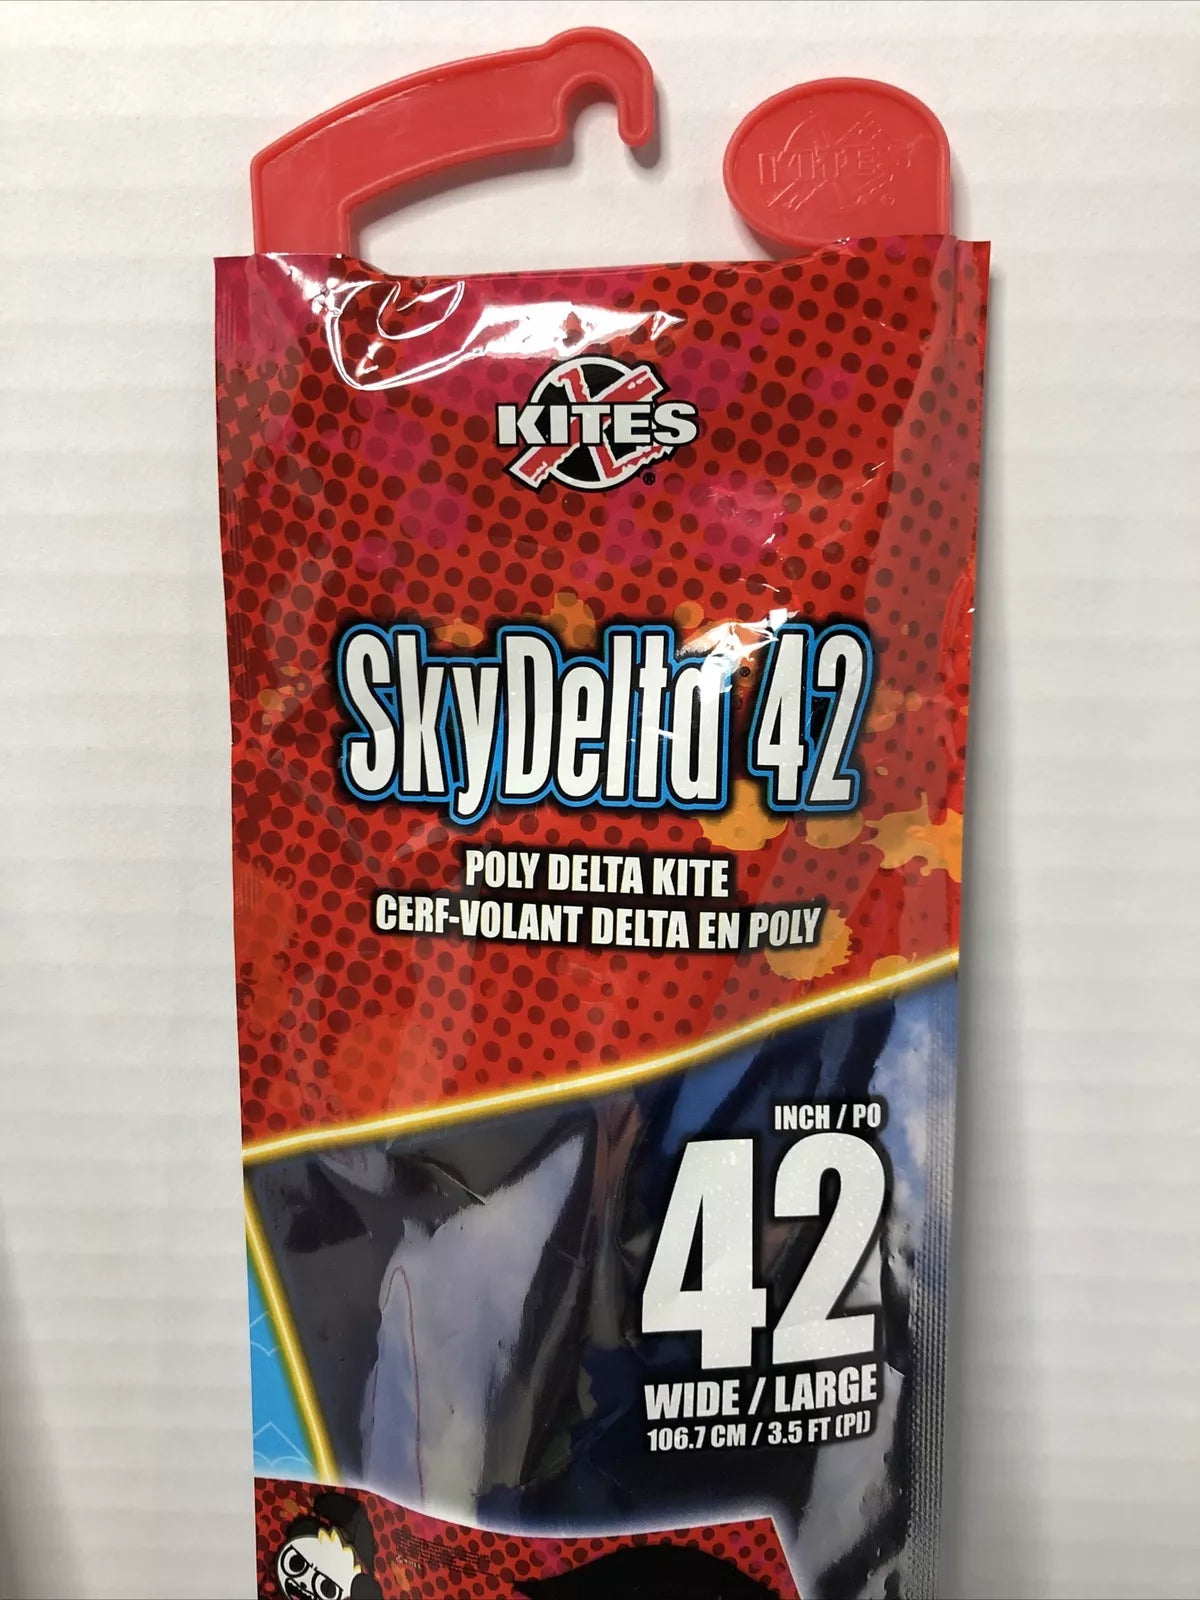 KITES
X KITES®
SkyDelta® 42
POLY DELTA KITE
CERF-VOLANT DELTA EN POLY
INCH / PO
42
WIDE / LARGE
106.7 CM / 3.5 FT (PI)